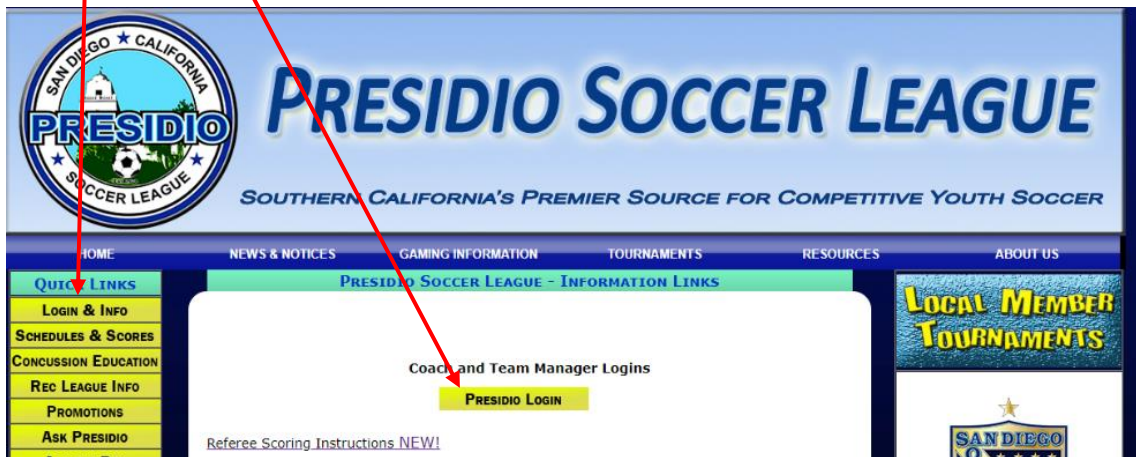 SAN DIEGO ★ CALIFORNIA
PRESIDIO
SOCCER LEAGUE
PRESIDIO SOCCER LEAGUE
SOUTHERN CALIFORNIA'S PREMIER SOURCE FOR COMPETITIVE YOUTH SOCCER
HOME NEWS & NOTICES GAMING INFORMATION TOURNAMENTS RESOURCES ABOUT US
QUICK LINKS
LOGIN & INFO
SCHEDULES & SCORES
CONCUSSION EDUCATION
REC LEAGUE INFO
PROMOTIONS
ASK PRESIDIO
PRESIDIO SOCCER LEAGUE - INFORMATION LINKS
Coach and Team Manager Logins
PRESIDIO LOGIN
Referee Scoring Instructions NEW!
LOCAL MEMBER
TOURNAMENTS
SAN DIEGO